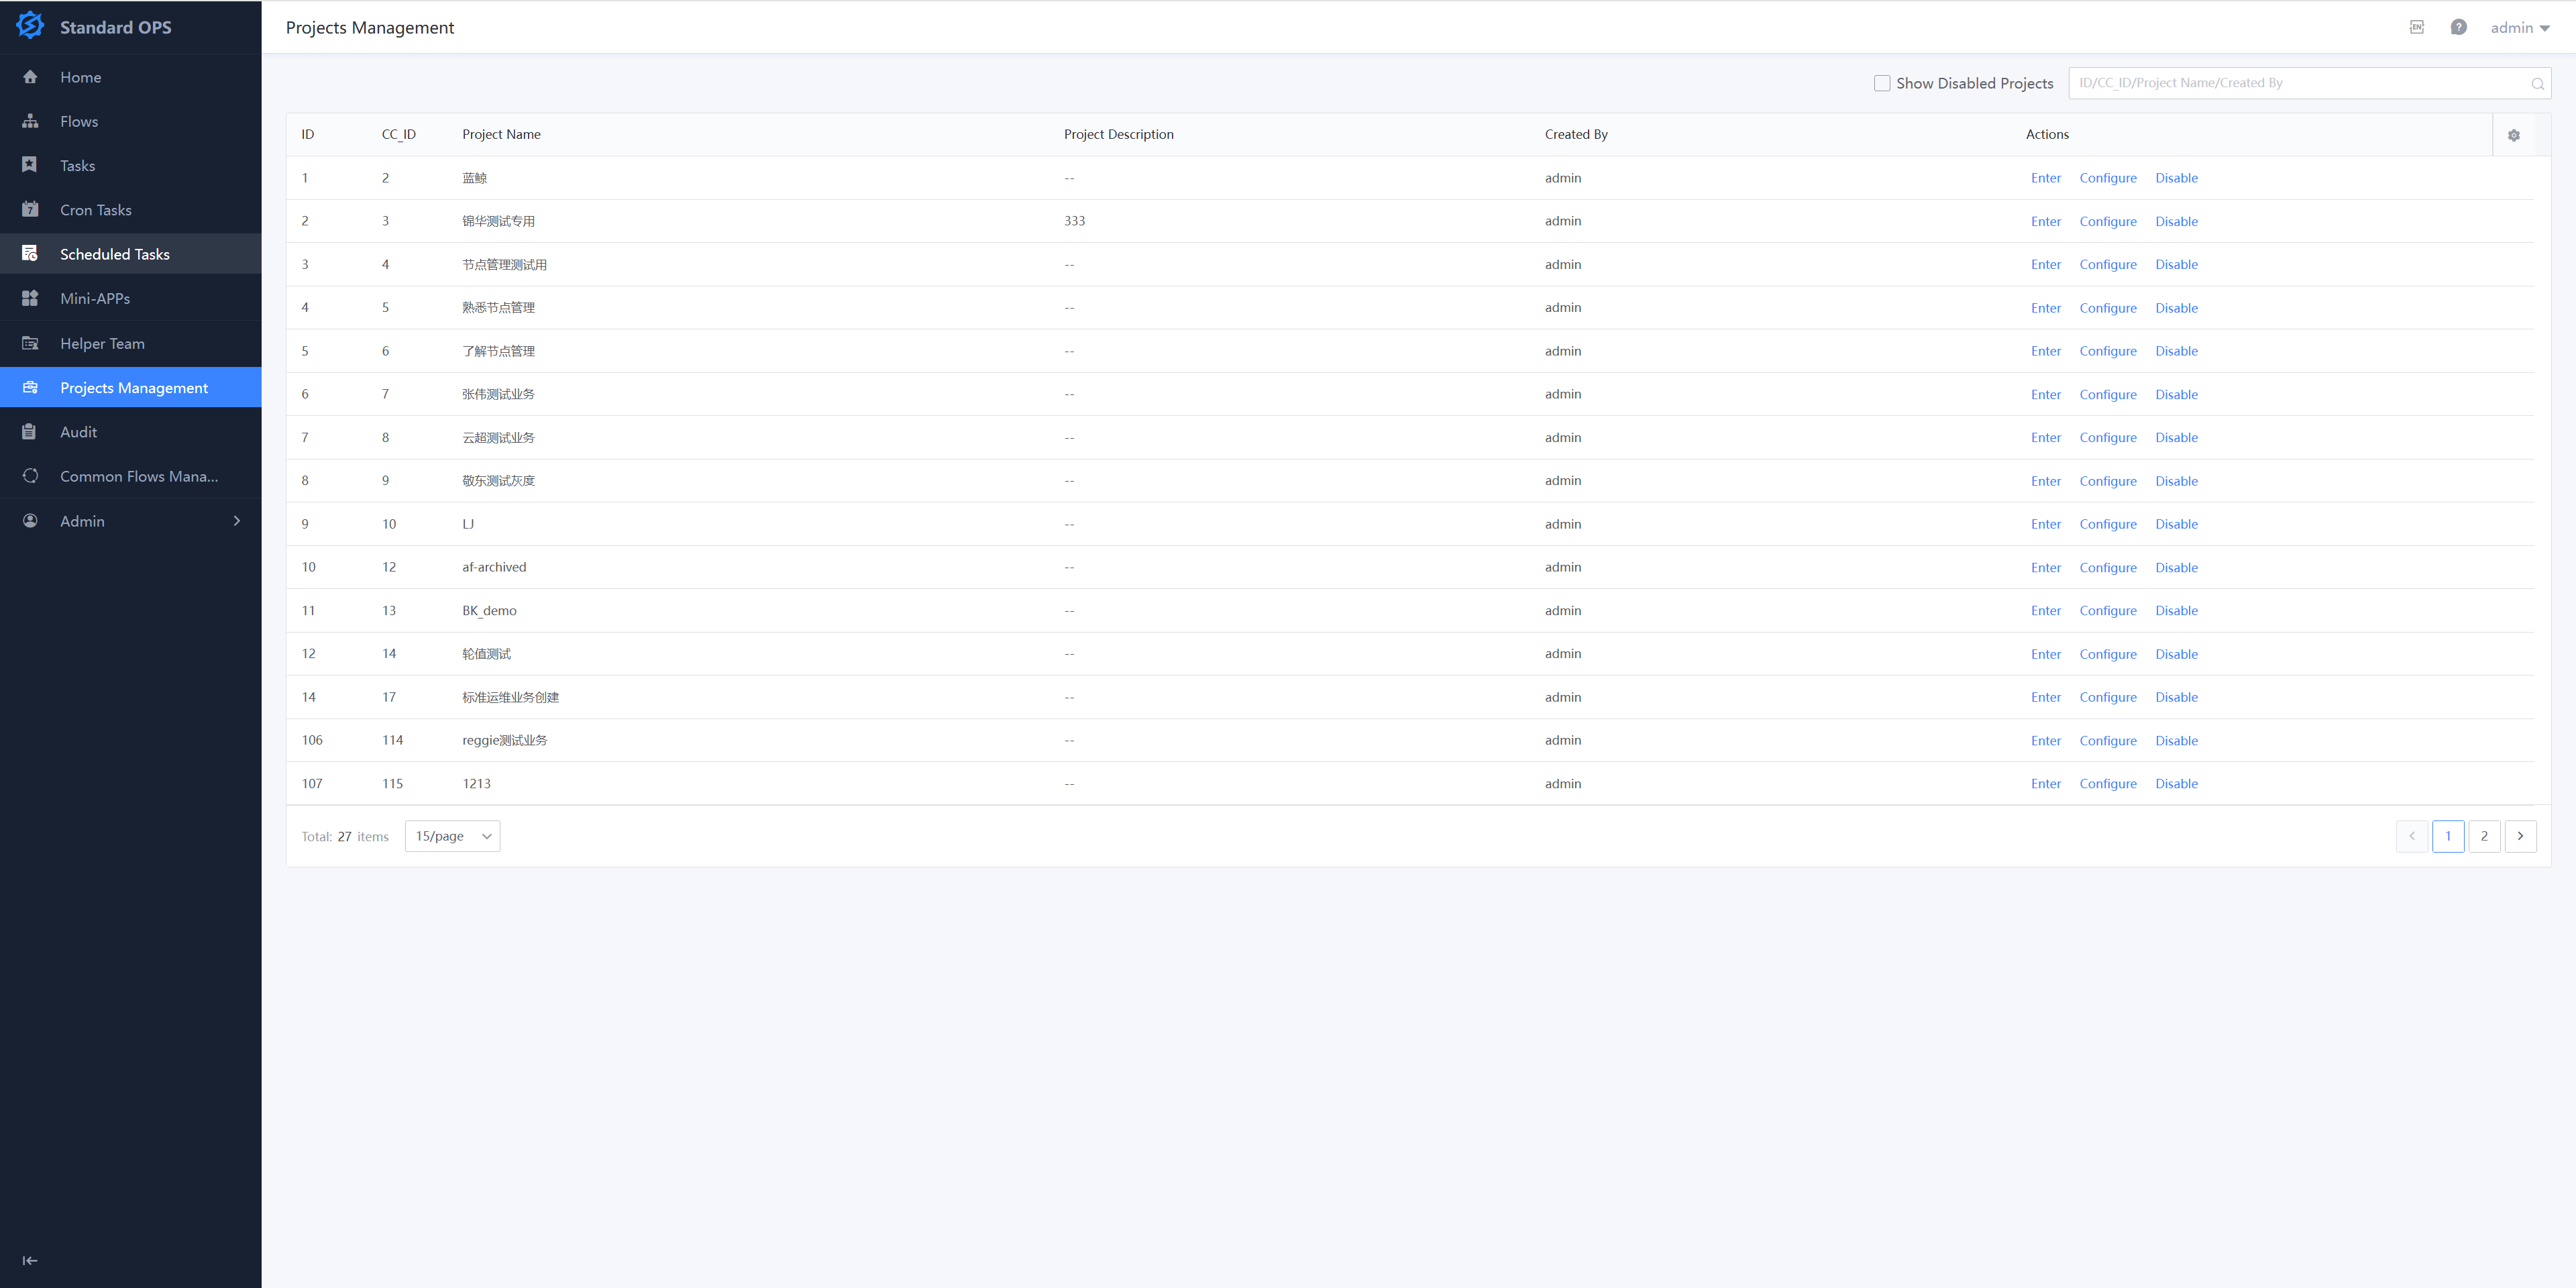 Standard OPS
Home
Flows
Tasks
Cron Tasks
Scheduled Tasks
Mini-APPs
Helper Team
Projects Management
Audit
Common Flows Mana...
Admin
Projects Management
EN ? admin
Show Disabled Projects ID/CC_ID/Project Name/Created By
ID CC_ID Project Name Project Description Created By Actions
1 2 蓝鲸 -- admin Enter Configure Disable
2 3 锦华测试专用 333 admin Enter Configure Disable
3 4 节点管理测试用 -- admin Enter Configure Disable
4 5 熟悉节点管理 -- admin Enter Configure Disable
5 6 了解节点管理 -- admin Enter Configure Disable
6 7 张伟测试业务 -- admin Enter Configure Disable
7 8 云超测试业务 -- admin Enter Configure Disable
8 9 敬东测试灰度 -- admin Enter Configure Disable
9 10 LJ -- admin Enter Configure Disable
10 12 af-archived -- admin Enter Configure Disable
11 13 BK_demo -- admin Enter Configure Disable
12 14 轮值测试 -- admin Enter Configure Disable
14 17 标准运维业务创建 -- admin Enter Configure Disable
106 114 reggie测试业务 -- admin Enter Configure Disable
107 115 1213 -- admin Enter Configure Disable
Total: 27 items 15/page 1 2